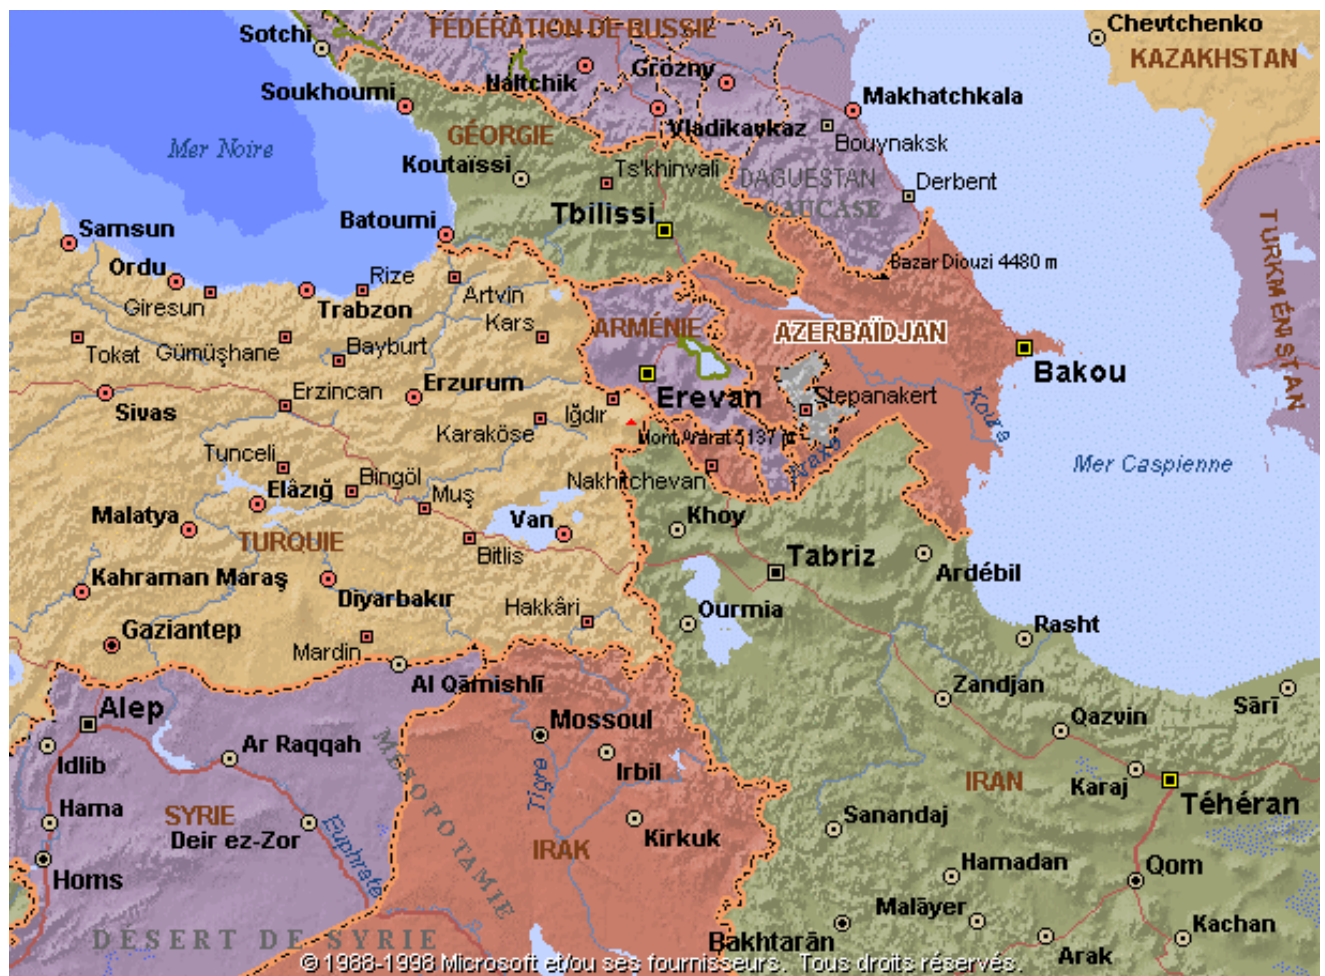 Chevtchenko
Sotchi
FÉDÉRATION DE RUSSIE
KAZAKHSTAN
Naltchik
Grozny
Soukhoumi
Makhatchkala
GÉORGIE
Vladikavkaz
Bouynaksk
Mer Noire
Koutaïssi
Ts'khinvali
DAGUESTAN
Derbent
CAUCASE
Tbilissi
Batoumi
Samsun
TURKMÉNISTAN
Ordu
Rize
Bazar Diouzi 4480 m
Giresun
Trabzon
Artvin
Kars
ARMÉNIE
AZERBAÏDJAN
Tokat
Gümüşhane
Bayburt
Bakou
Erzincan
Erzurum
Erevan
Stepanakert
Koura
Sivas
Iğdır
Karaköse
Mont Ararat 5137 m
Araxe
Tunceli
Bingöl
Nakhitchevan
Mer Caspienne
Elâzığ
Muş
Malatya
Van
Khoy
TURQUIE
Bitlis
Tabriz
Ardébil
Kahraman Maraş
Diyarbakır
Hakkâri
Ourmia
Gaziantep
Mardin
Rasht
Al Qāmishlī
Zandjan
Sārī
Alep
Mossoul
Qazvin
Idlib
Ar Raqqah
Irbil
IRAN
Karaj
Téhéran
MÉSOPOTAMIE
Tigre
Hama
SYRIE
Deir ez-Zor
Euphrate
Kirkuk
Sanandaj
IRAK
Homs
Hamadan
Qom
Malāyer
Kachan
DÉSERT DE SYRIE
Bakhtarān
Arak
© 1988-1998 Microsoft et/ou ses fournisseurs. Tous droits réservés.